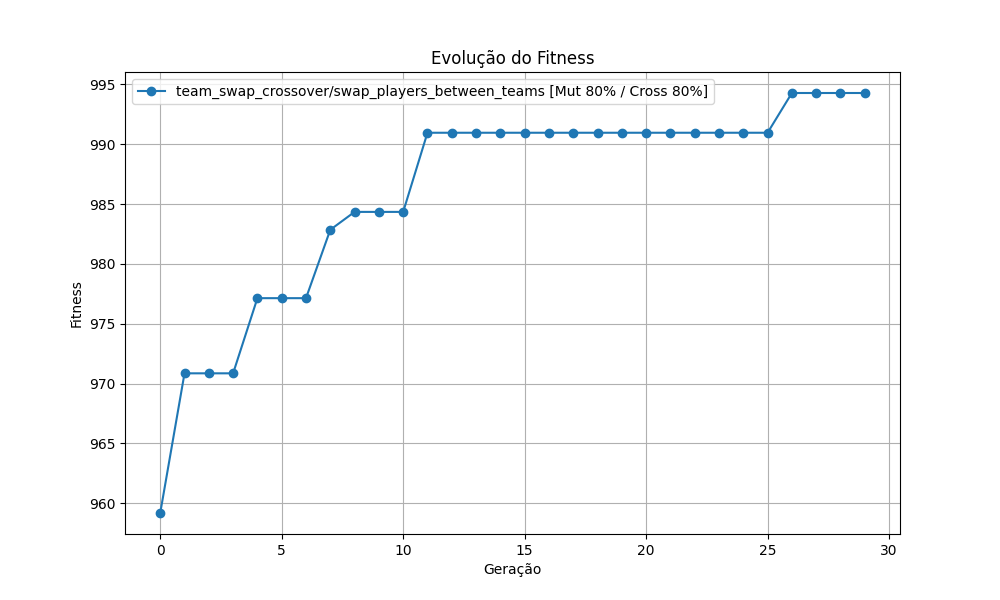 Evolução do Fitness
team_swap_crossover/swap_players_between_teams [Mut 80% / Cross 80%]
Fitness
995
990
985
980
975
970
965
960
0 5 10 15 20 25 30
Geração